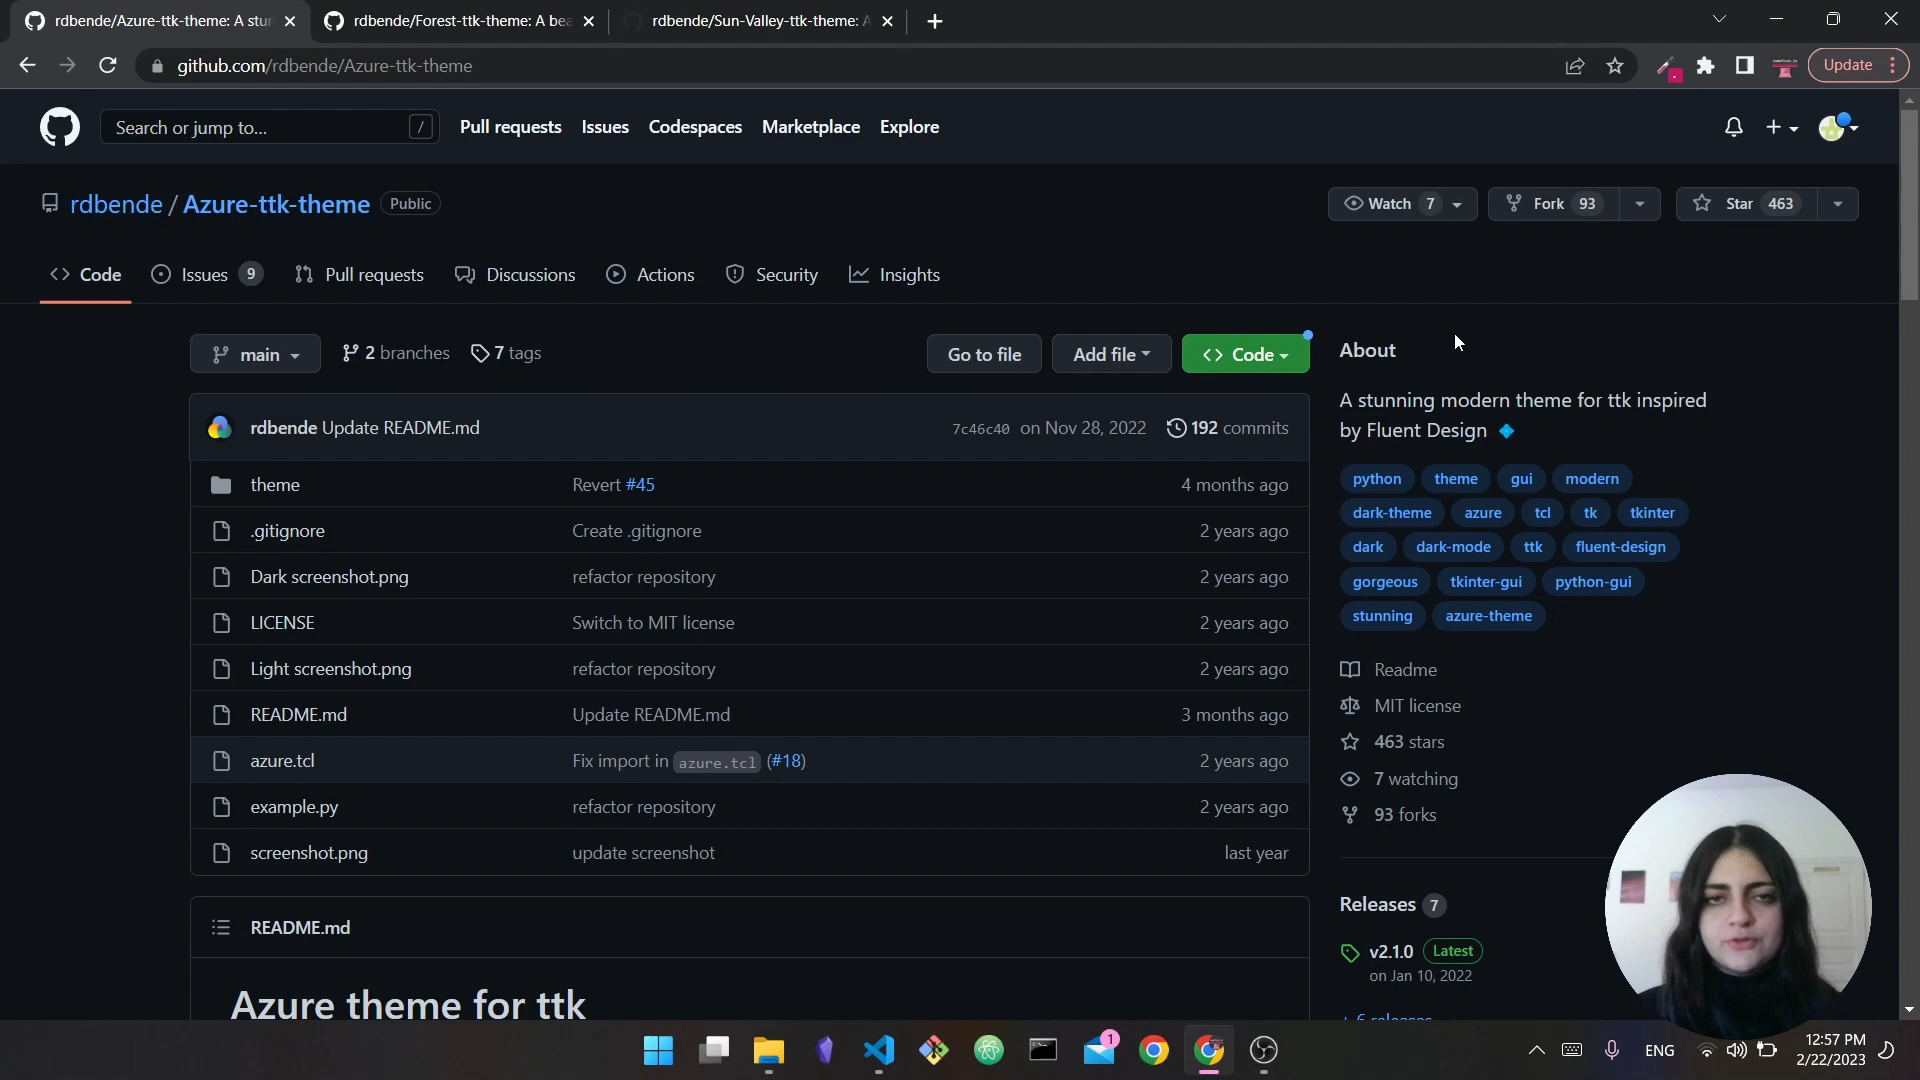 rdbende/Azure-ttk-theme: A stun
rdbende/Forest-ttk-theme: A bea
rdbende/Sun-Valley-ttk-theme: A
github.com/rdbende/Azure-ttk-theme
Update
Search or jump to... /
Pull requests Issues Codespaces Marketplace Explore
rdbende / Azure-ttk-theme Public
Watch 7 Fork 93 Star 463
Code Issues 9 Pull requests Discussions Actions Security Insights
main 2 branches 7 tags Go to file Add file Code
rdbende Update README.md 7c46c40 on Nov 28, 2022 192 commits
theme Revert #45 4 months ago
.gitignore Create .gitignore 2 years ago
Dark screenshot.png refactor repository 2 years ago
LICENSE Switch to MIT license 2 years ago
Light screenshot.png refactor repository 2 years ago
README.md Update README.md 3 months ago
azure.tcl Fix import in azure.tcl (#18) 2 years ago
example.py refactor repository 2 years ago
screenshot.png update screenshot last year
README.md
Azure theme for ttk
About
A stunning modern theme for ttk inspired
by Fluent Design
python theme gui modern
dark-theme azure tcl tk tkinter
dark dark-mode ttk fluent-design
gorgeous tkinter-gui python-gui
stunning azure-theme
Readme
MIT license
463 stars
7 watching
93 forks
Releases 7
v2.1.0 Latest
on Jan 10, 2022
+ 6 releases
1
ENG
12:57 PM
2/22/2023